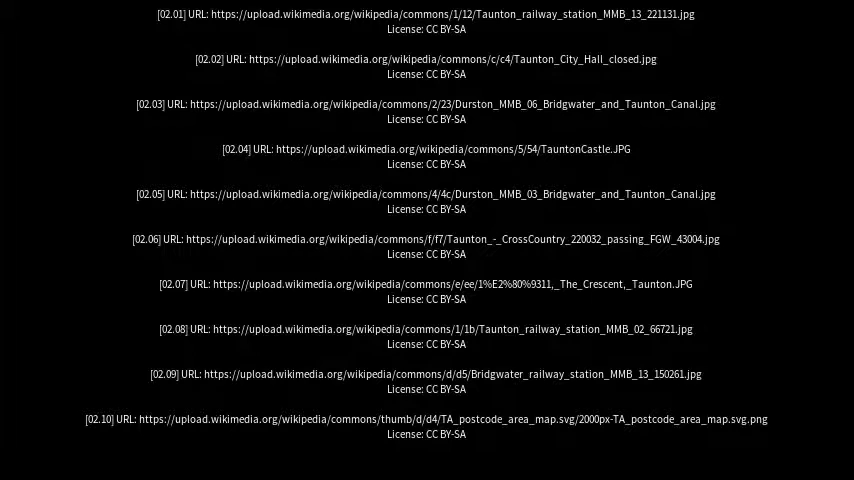 [02.01] URL: https://upload.wikimedia.org/wikipedia/commons/1/12/Taunton_railway_station_MMB_13_221131.jpg
License: CC BY-SA
[02.02] URL: https://upload.wikimedia.org/wikipedia/commons/c/c4/Taunton_City_Hall_closed.jpg
License: CC BY-SA
[02.03] URL: https://upload.wikimedia.org/wikipedia/commons/2/23/Durston_MMB_06_Bridgwater_and_Taunton_Canal.jpg
License: CC BY-SA
[02.04] URL: https://upload.wikimedia.org/wikipedia/commons/5/54/TauntonCastle.JPG
License: CC BY-SA
[02.05] URL: https://upload.wikimedia.org/wikipedia/commons/4/4c/Durston_MMB_03_Bridgwater_and_Taunton_Canal.jpg
License: CC BY-SA
[02.06] URL: https://upload.wikimedia.org/wikipedia/commons/f/f7/Taunton_-_CrossCountry_220032_passing_FGW_43004.jpg
License: CC BY-SA
[02.07] URL: https://upload.wikimedia.org/wikipedia/commons/e/ee/1%E2%80%9311,_The_Crescent,_Taunton.JPG
License: CC BY-SA
[02.08] URL: https://upload.wikimedia.org/wikipedia/commons/1/1b/Taunton_railway_station_MMB_02_66721.jpg
License: CC BY-SA
[02.09] URL: https://upload.wikimedia.org/wikipedia/commons/d/d5/Bridgwater_railway_station_MMB_13_150261.jpg
License: CC BY-SA
[02.10] URL: https://upload.wikimedia.org/wikipedia/commons/thumb/d/d4/TA_postcode_area_map.svg/2000px-TA_postcode_area_map.svg.png
License: CC BY-SA